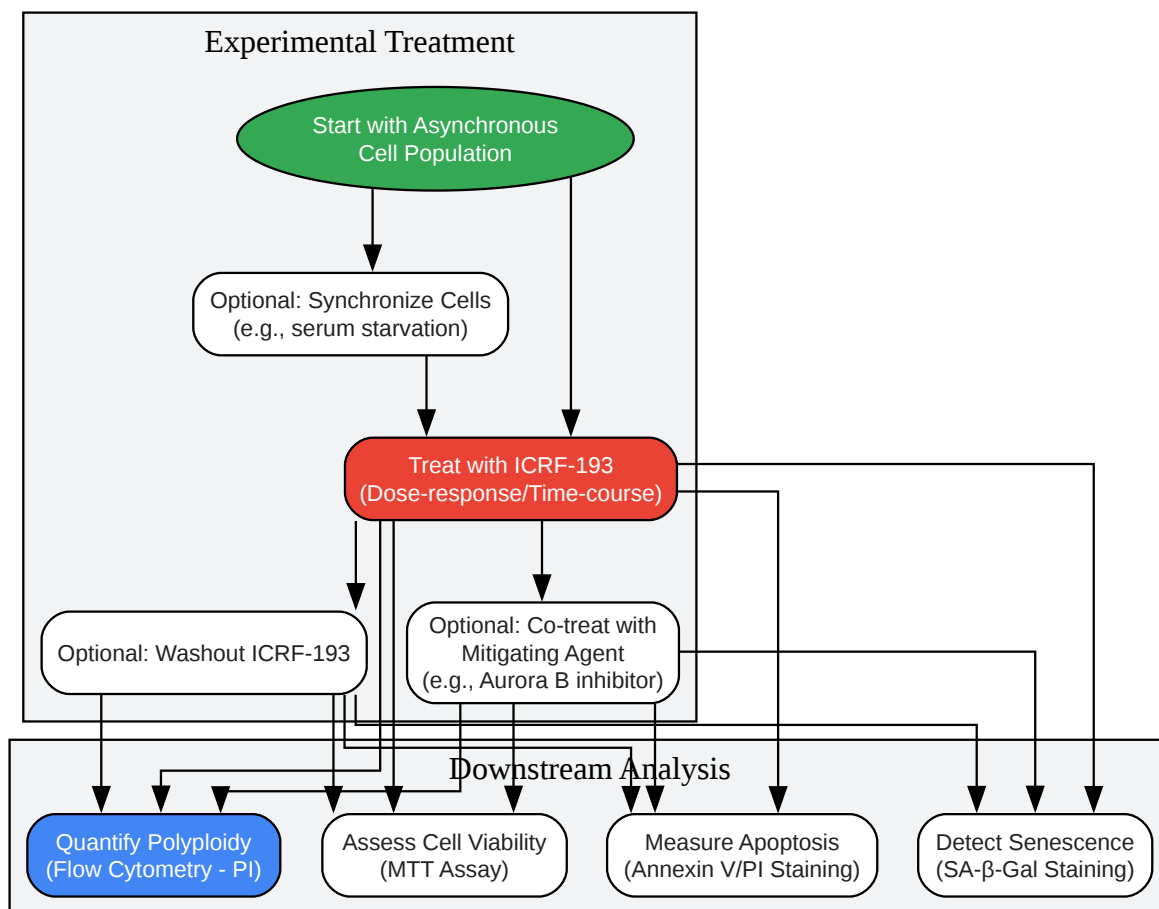 Experimental Treatment
Start with Asynchronous
Cell Population
Optional: Synchronize Cells
(e.g., serum starvation)
Treat with ICRF-193
(Dose-response/Time-course)
Optional: Washout ICRF-193
Optional: Co-treat with
Mitigating Agent
(e.g., Aurora B inhibitor)
Downstream Analysis
Quantify Polyploidy
(Flow Cytometry - PI)
Assess Cell Viability
(MTT Assay)
Measure Apoptosis
(Annexin V/PI Staining)
Detect Senescence
(SA-β-Gal Staining)